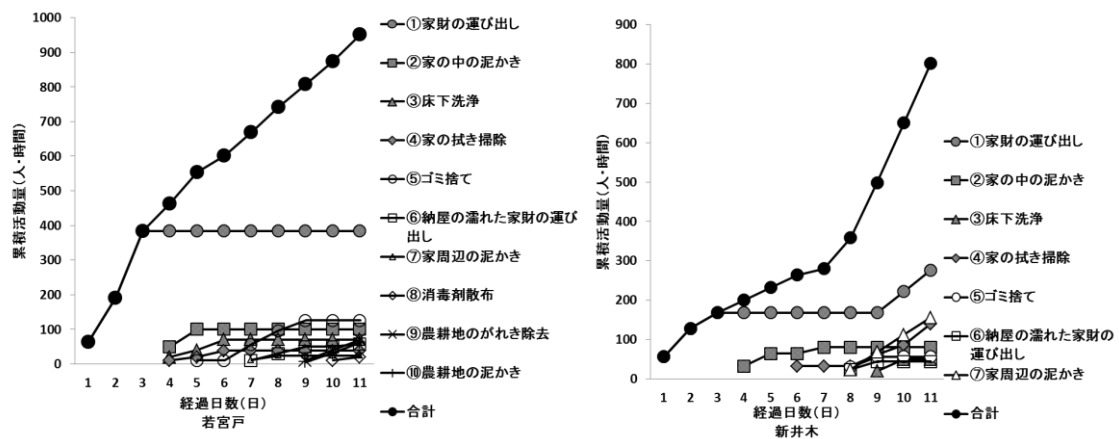 1000
900
800
700
600
500
400
300
200
100
0
累積活動量(人・時間)
1 2 3 4 5 6 7 8 9 10 11
経過日数(日)
若宮戸
①家財の運び出し
②家の中の泥かき
③床下洗浄
④家の拭き掃除
⑤ゴミ捨て
⑥納屋の濡れた家財の運び
出し
⑦家周辺の泥かき
⑧消毒剤散布
⑨農耕地のがれき除去
⑩農耕地の泥かき
合計
900
800
700
600
500
400
300
200
100
0
累積活動量(人・時間)
1 2 3 4 5 6 7 8 9 10 11
経過日数(日)
新井木
①家財の運び出し
②家の中の泥かき
③床下洗浄
④家の拭き掃除
⑤ゴミ捨て
⑥納屋の濡れた家財の
運び出し
⑦家周辺の泥かき
合計